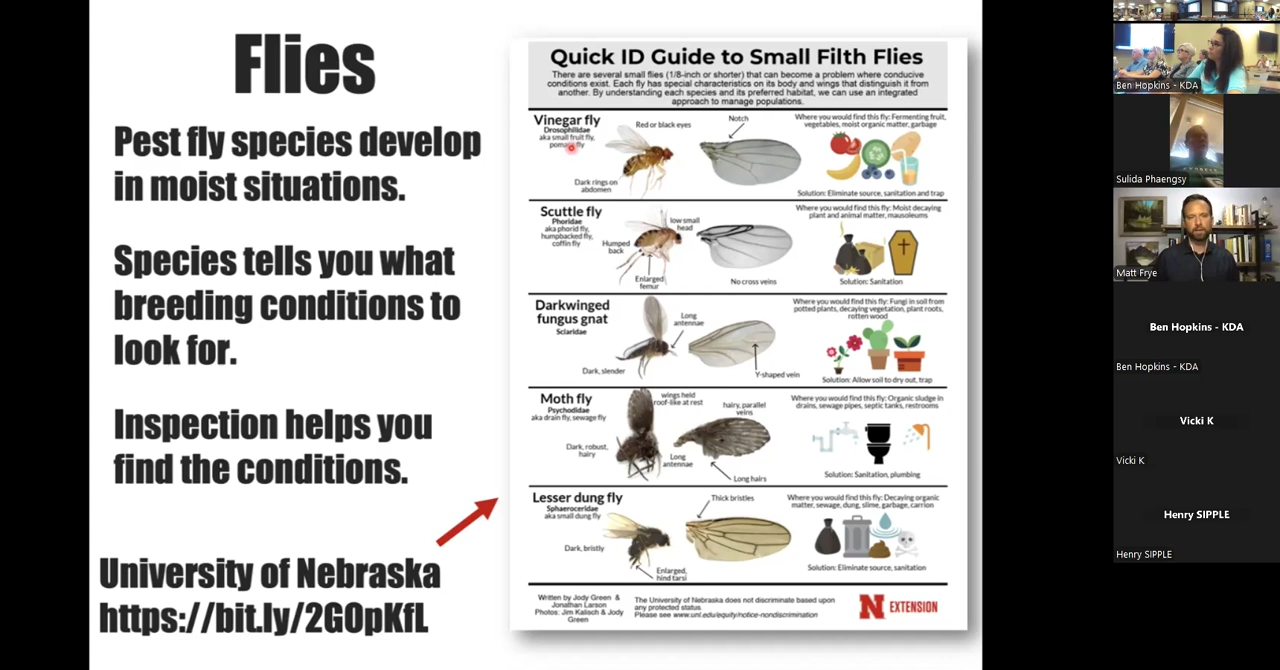 Flies
Pest fly species develop
in moist situations.
Species tells you what
breeding conditions to
look for.
Inspection helps you
find the conditions.
University of Nebraska
https://bit.ly/2GOpKfL
Quick ID Guide to Small Filth Flies
There are several small flies (1/8-inch or shorter) that can become a problem where conducive
conditions exist. Each fly has special characteristics on its body and wings that distinguish it from
another. By understanding each species and its preferred habitat, we can use an integrated
approach to manage populations.
Vinegar fly
Drosophilidae
aka small fruit fly,
pomace fly
Red or black eyes
Dark rings on
abdomen
Notch
Where you would find this fly: Fermenting fruit,
vegetables, moist organic matter, garbage
Solution: Eliminate source, sanitation and trap
Scuttle fly
Phoridae
aka phorid fly,
humpbacked fly,
coffin fly
low small
head
Humped
back
Enlarged
femur
No cross veins
Where you would find this fly: Moist decaying
plant and animal matter, mausoleums
Solution: Sanitation
Darkwinged
fungus gnat
Sciaridae
Long
antennae
Dark, slender
Y-shaped vein
Where you would find this fly: Fungi in soil from
potted plants, decaying vegetation, plant roots,
rotten wood
Solution: Allow soil to dry out, trap
Moth fly
Psychodidae
aka drain fly, sewage fly
wings held
roof-like at rest
Dark, robust,
hairy
Long
antennae
hairy, parallel
veins
Long hairs
Where you would find this fly: Organic sludge in
drains, sewage pipes, septic tanks, restrooms
Solution: Sanitation, plumbing
Lesser dung fly
Sphaeroceridae
aka small dung fly
Dark, bristly
Enlarged,
hind tarsi
Thick bristles
Where you would find this fly: Decaying organic
matter, sewage, dung, slime, garbage, carrion
Solution: Eliminate source, sanitation
Written by Jody Green &
Jonathan Larson
Photos: Jim Kalisch & Jody
Green
The University of Nebraska does not discriminate based upon
any protected status.
Please see www.unl.edu/equity/notice-nondiscrimination
N EXTENSION
Ben Hopkins - KDA
Sulida Phaengsy
Matt Frye
Ben Hopkins - KDA
Ben Hopkins - KDA
Vicki K
Vicki K
Henry SIPPLE
Henry SIPPLE